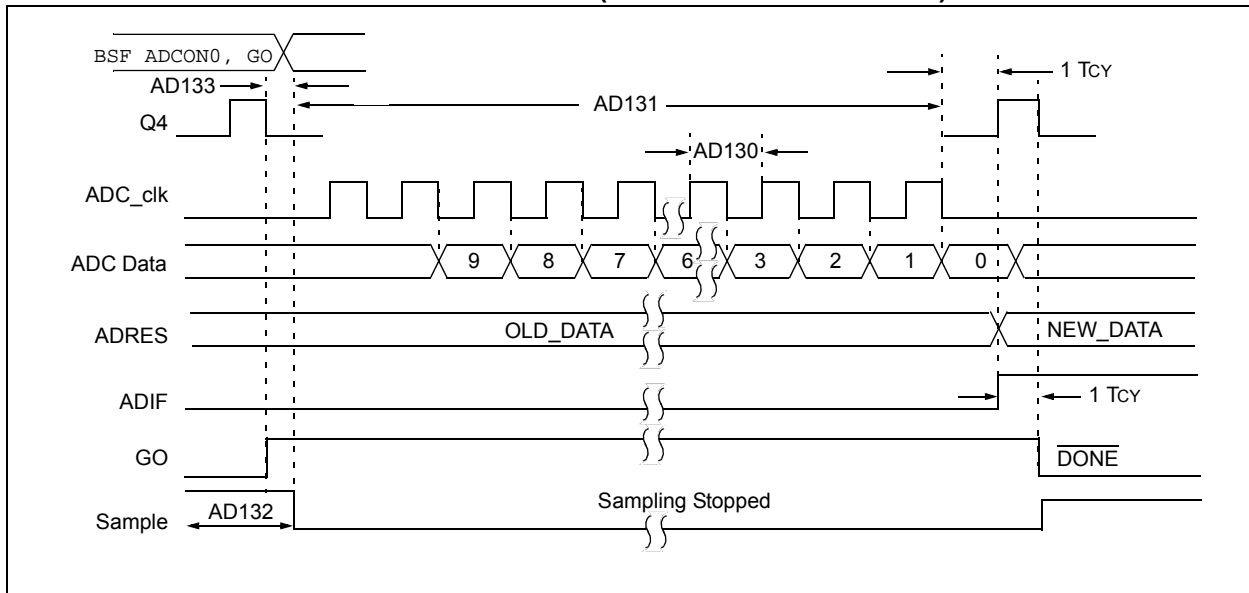 BSF ADCON0, GO
AD133
1 TCY
AD131
Q4
AD130
ADC_clk
ADC Data
9 8 7 6 3 2 1 0
ADRES
OLD_DATA
NEW_DATA
ADIF
1 TCY
GO
DONE
Sample
AD132
Sampling Stopped